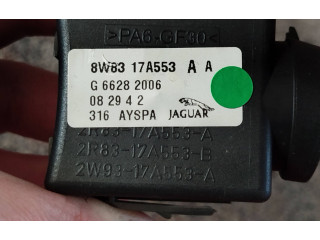 >PA6-GF30<
8W83 17A553 A A
G 6628 2006
08 29 4 2
316 AYSPA JAGUAR
2R83-17A553-A
2R83-17A553-B
2W93-17A553-A